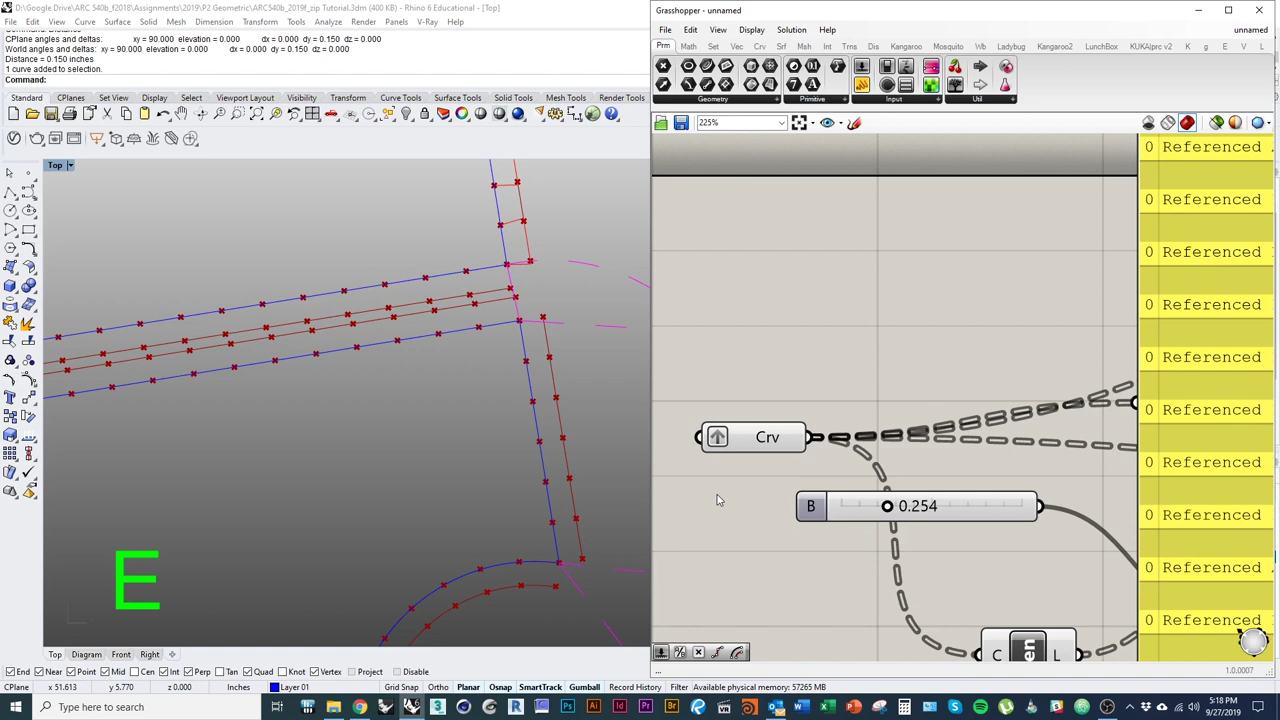 D:\Google Drive\ARC 540b_f2018\Assignments\2019\P2 Geometric\ARC540b_2019f_zip Tutorial.3dm (400 KB) - Rhino 6 Educational - [Top]
File Edit View Curve Surface Solid Mesh Dimension Transform Tools Analyze Render Panels V-Ray Help
CPlane angles and deltas: xy = 90.000 elevation = 0.000 dx = 0.000 dy = 0.150 dz = 0.000
World angles and deltas: xy = 90.000 elevation = 0.000 dx = 0.000 dy = 0.150 dz = 0.000
Distance = 0.150 inches
1 curve added to selection.
Command:
Standard CPlanes Set View Display Select Viewport Layout Visibility Transform Curve Tools Surface Tools Solid Tools Mesh Tools Render Tools
Top
E
Top Diagram Front Right
End Near Point Mid Cen Int Perp Tan Quad Knot Vertex Project Disable
CPlane x 51.613 y 5.770 z 0.000 Inches Layer 01 Grid Snap Ortho Planar Osnap SmartTrack Gumball Record History Filter Available physical memory: 57265 MB
Grasshopper - unnamed
File Edit View Display Solution Help unnamed
Prm Math Set Vec Crv Srf Msh Int Trns Dis Kangaroo Mosquito Wb Ladybug Kangaroo2 LunchBox KUKA|prc v2 K g E V L
Geometry Primitive Input Util
225%
0 Referenced
0 Referenced
0 Referenced
0 Referenced
0 Referenced
0 Referenced
0 Referenced
0 Referenced
0 Referenced
0 Referenced
Crv
B 0.254
C L
...
1.0.0007
Type here to search
5:18 PM
9/27/2019